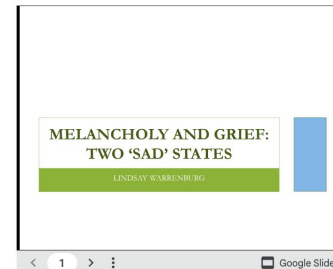 MELANCHOLY AND GRIEF:
TWO ‘SAD’ STATES
LINDSAY WARRENBURG
1
Google Slide